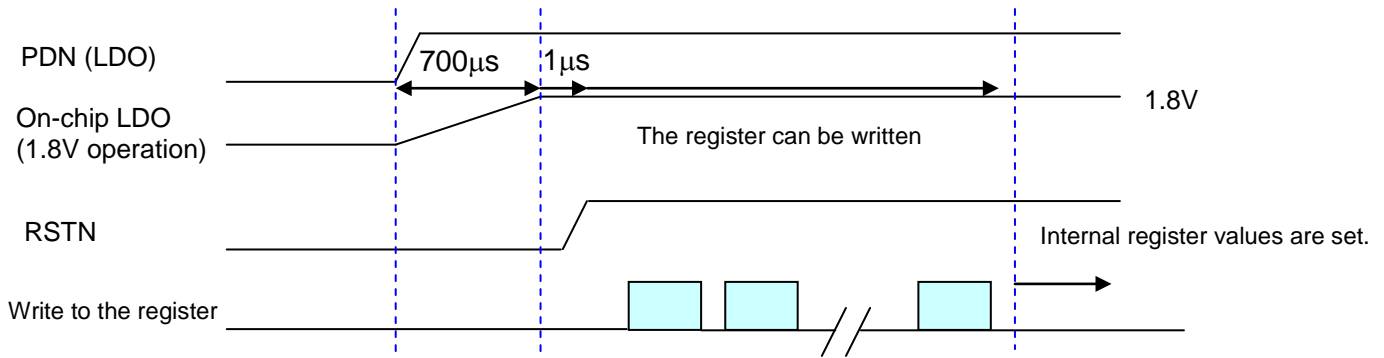 PDN (LDO)
700μs
1μs
On-chip LDO
(1.8V operation)
1.8V
The register can be written
RSTN
Internal register values are set.
Write to the register